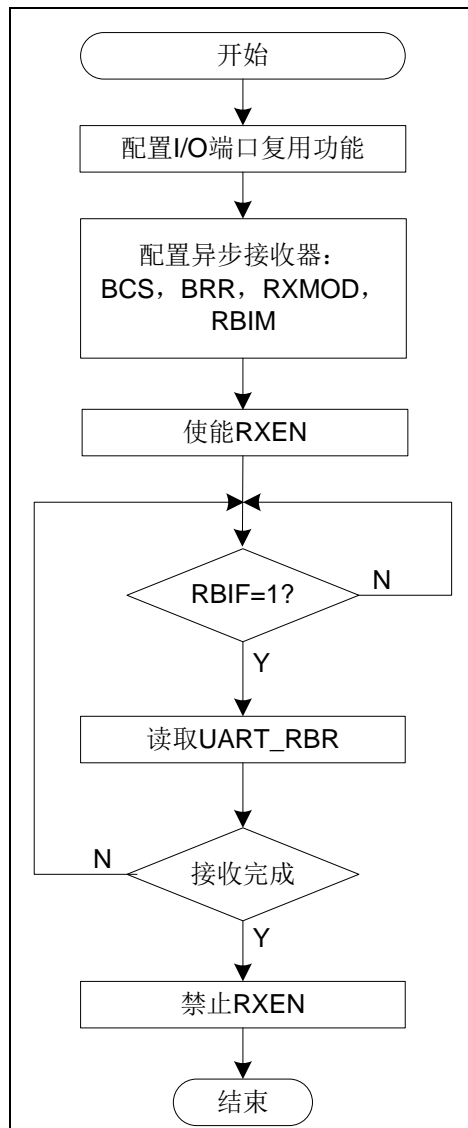 开始
配置I/O端口复用功能
配置异步接收器：
BCS，BRR，RXMOD，
RBIM
使能RXEN
RBIF=1?
N
Y
读取UART_RBR
N
接收完成
Y
禁止RXEN
结束